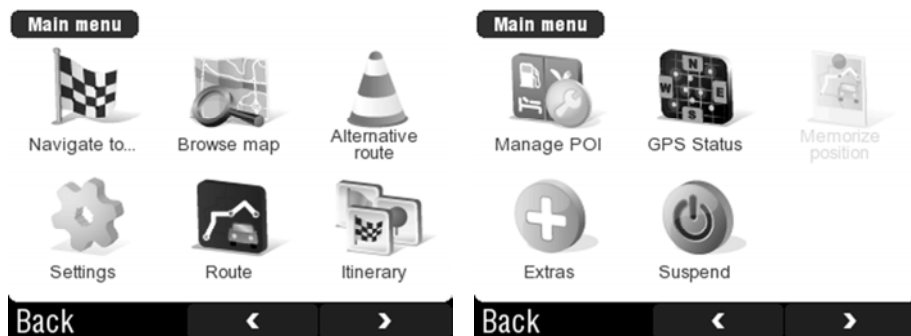 Main menu
Navigate to...
Browse map
Alternative
route
Settings
Route
Itinerary
Back
Main menu
Manage POI
GPS Status
N
W
E
S
Memorize
position
Extras
Suspend
Back